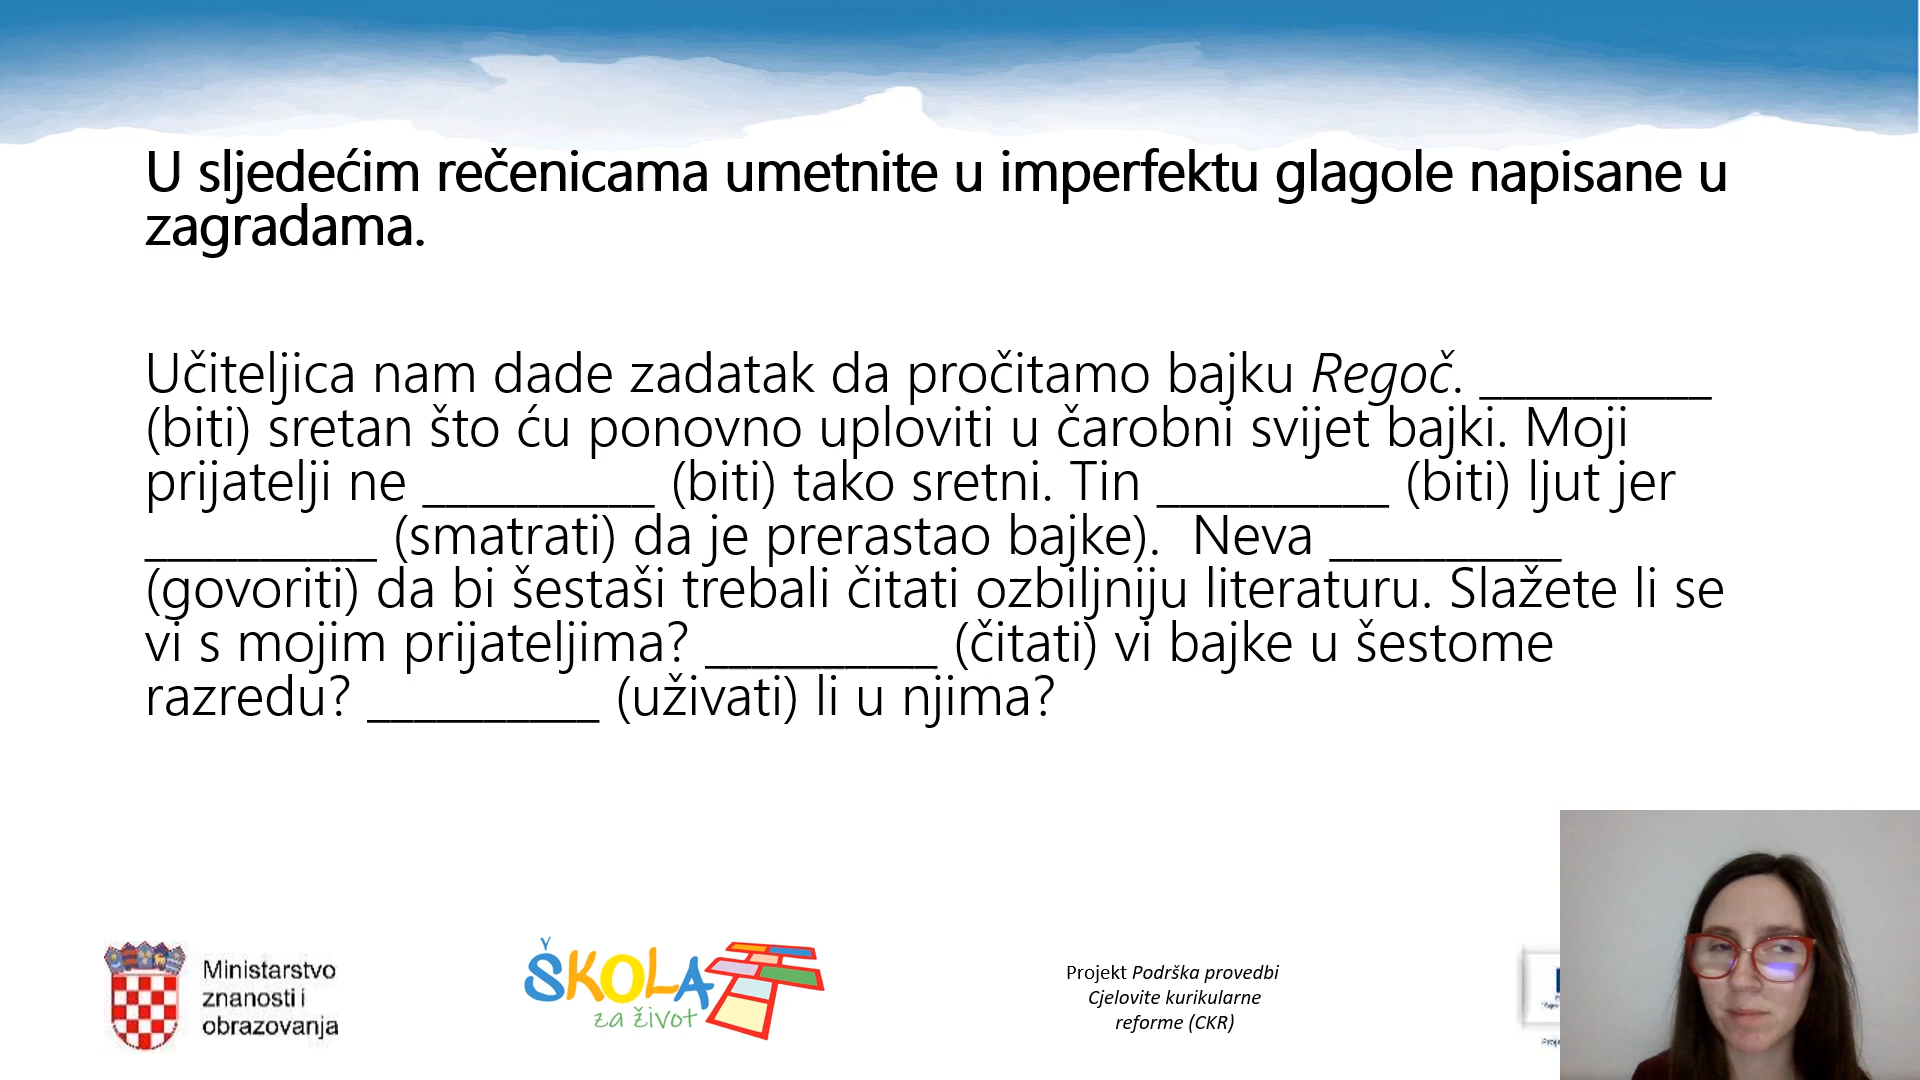 U sljedećim rečenicama umetnite u imperfektu glagole napisane u
zagradama.
Učiteljica nam dade zadatak da pročitamo bajku Regoč. __________
(biti) sretan što ću ponovno uploviti u čarobni svijet bajki. Moji
prijatelji ne __________ (biti) tako sretni. Tin __________ (biti) ljut jer
__________ (smatrati) da je prerastao bajke).  Neva __________
(govoriti) da bi šestaši trebali čitati ozbiljniju literaturu. Slažete li se
vi s mojim prijateljima? __________ (čitati) vi bajke u šestome
razredu? __________ (uživati) li u njima?
Ministarstvo
znanosti i
obrazovanja
ŠKOLA
za život
Projekt Podrška provedbi
Cjelovite kurikularne
reforme (CKR)